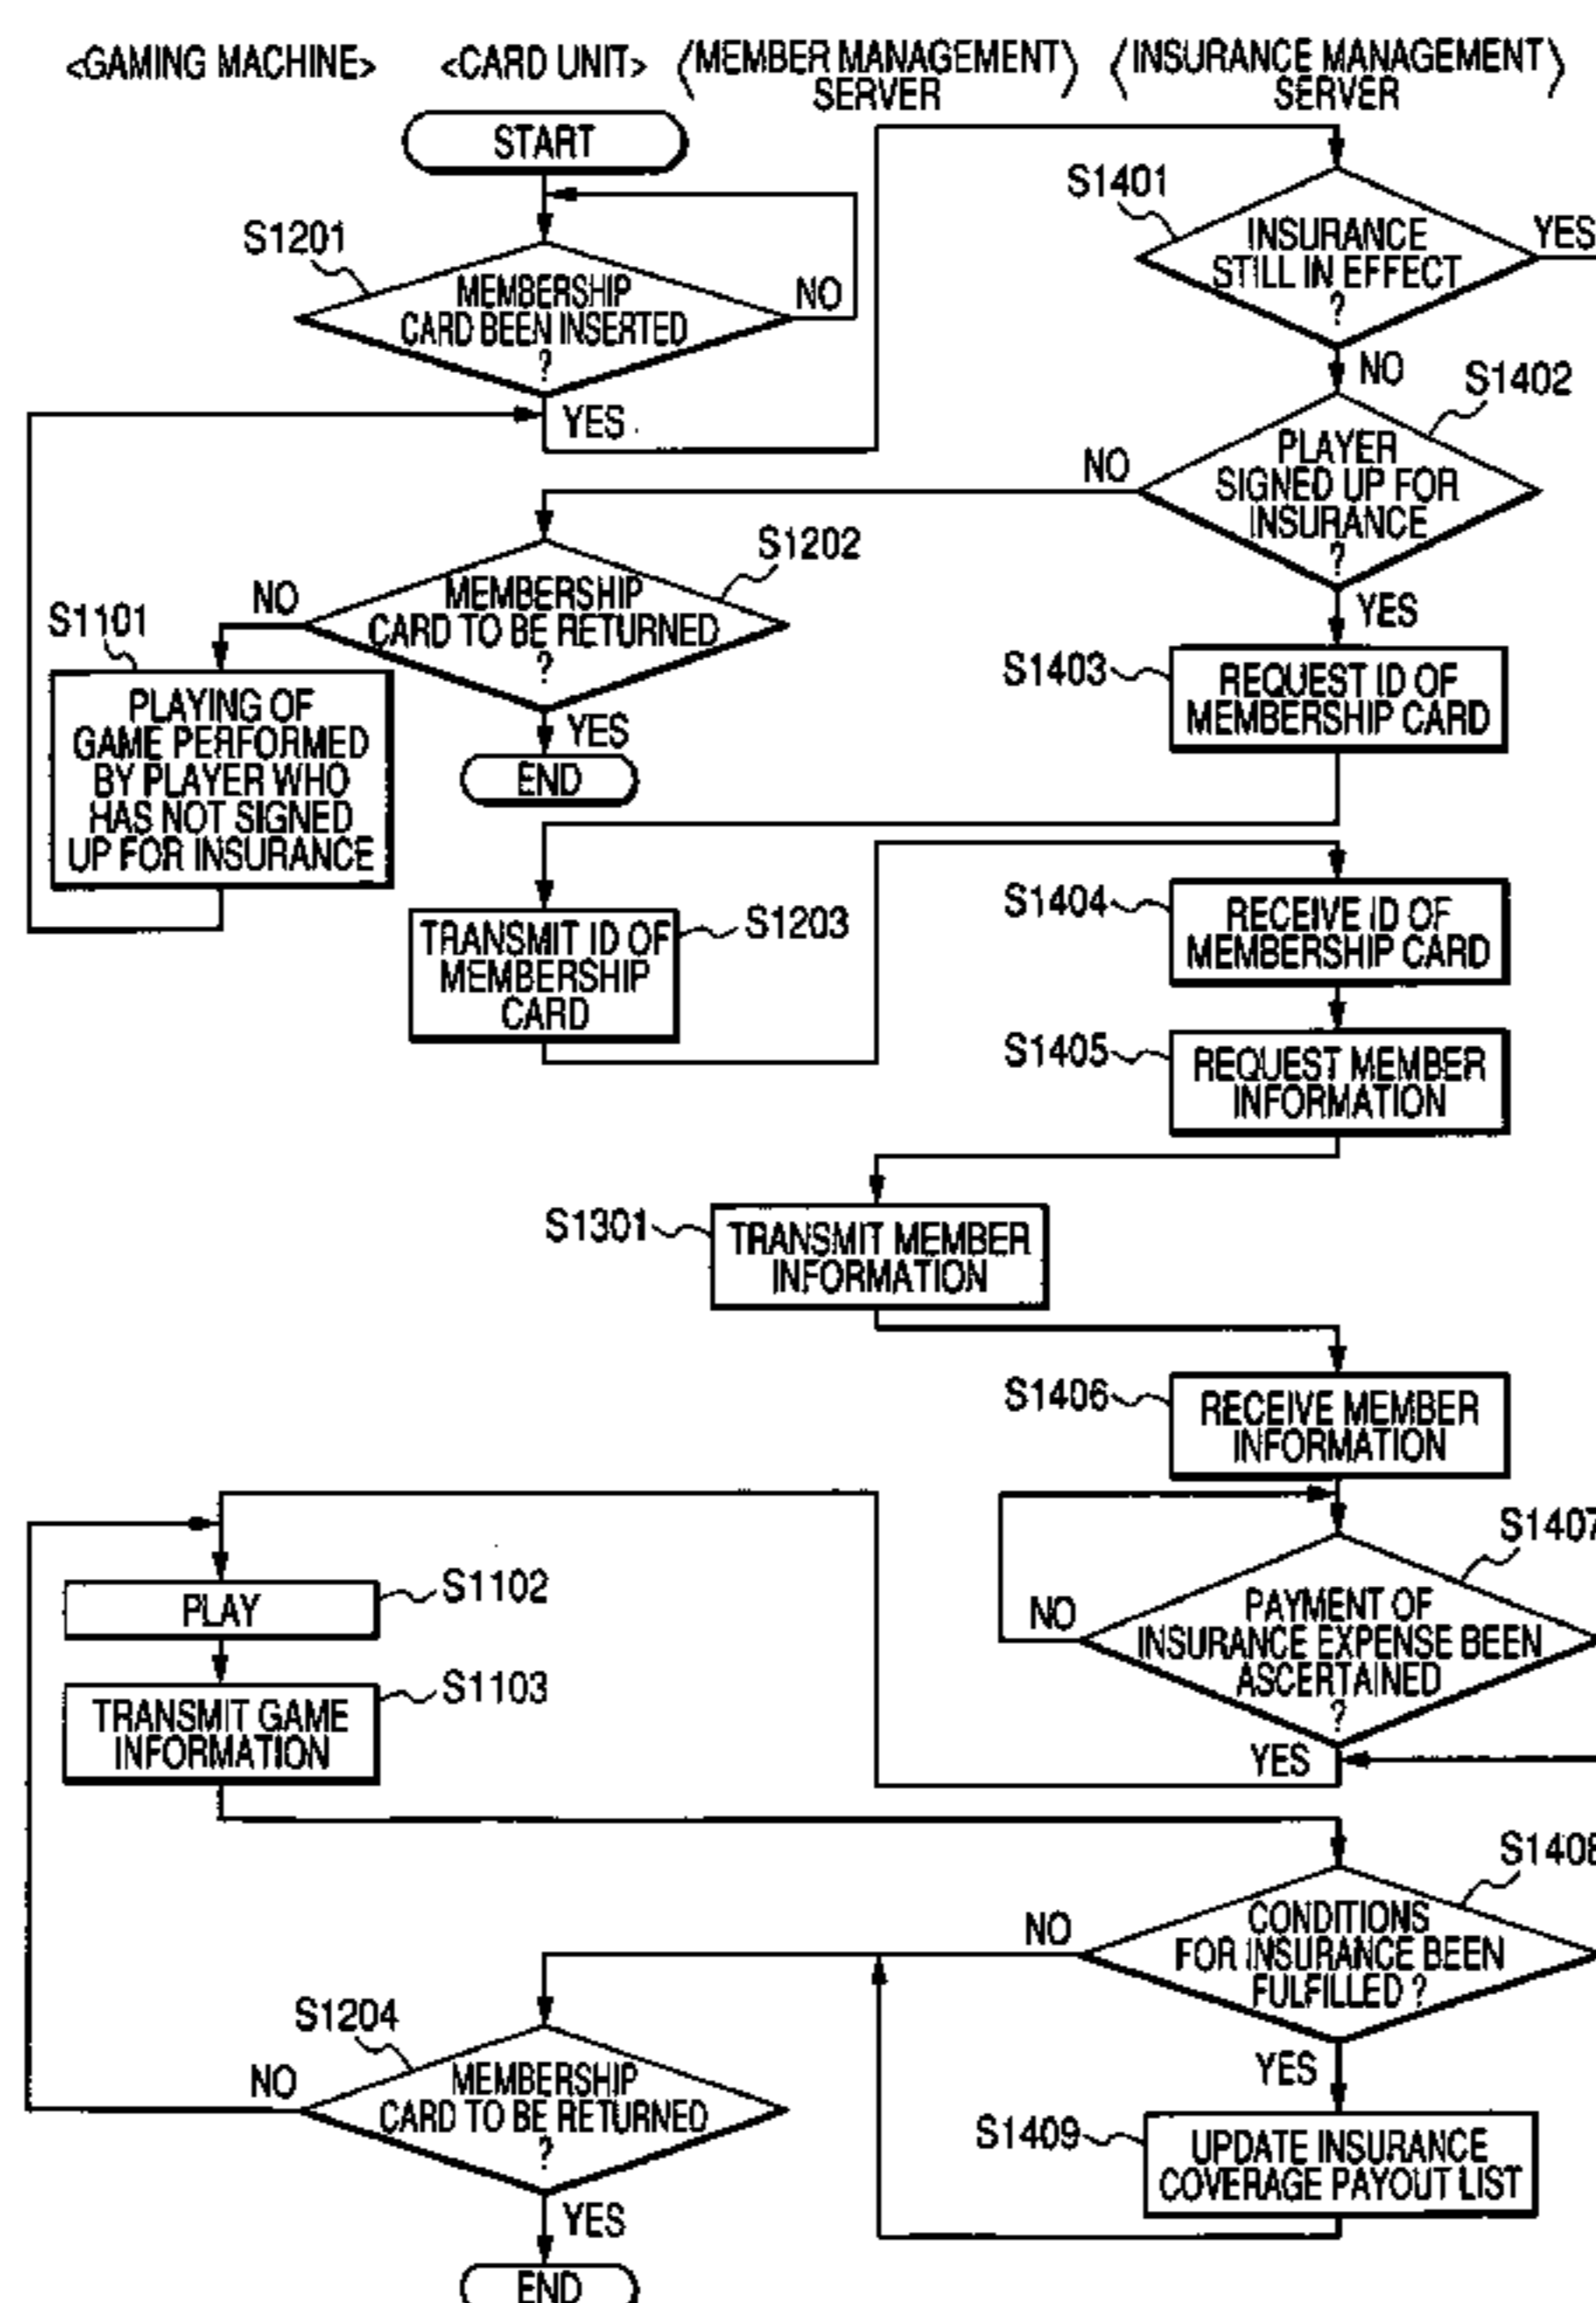 <GAMING MACHINE>
<CARD UNIT>
<MEMBER MANAGEMENT
SERVER>
<INSURANCE MANAGEMENT
SERVER>
START
S1201
MEMBERSHIP
CARD BEEN INSERTED
?
NO
YES
S1401
INSURANCE
STILL IN EFFECT
?
YES
NO
S1402
PLAYER
SIGNED UP FOR
INSURANCE
?
NO
YES
S1202
MEMBERSHIP
CARD TO BE RETURNED
?
NO
YES
END
S1101
PLAYING OF
GAME PERFORMED
BY PLAYER WHO
HAS NOT SIGNED
UP FOR INSURANCE
S1403
REQUEST ID OF
MEMBERSHIP CARD
S1203
TRANSMIT ID OF
MEMBERSHIP
CARD
S1404
RECEIVE ID OF
MEMBERSHIP CARD
S1405
REQUEST MEMBER
INFORMATION
S1301
TRANSMIT MEMBER
INFORMATION
S1406
RECEIVE MEMBER
INFORMATION
S1407
PAYMENT OF
INSURANCE EXPENSE BEEN
ASCERTAINED
?
NO
YES
S1102
PLAY
S1103
TRANSMIT GAME
INFORMATION
S1408
CONDITIONS
FOR INSURANCE BEEN
FULFILLED ?
NO
YES
S1204
MEMBERSHIP
CARD TO BE RETURNED
?
NO
YES
S1409
UPDATE INSURANCE
COVERAGE PAYOUT LIST
END